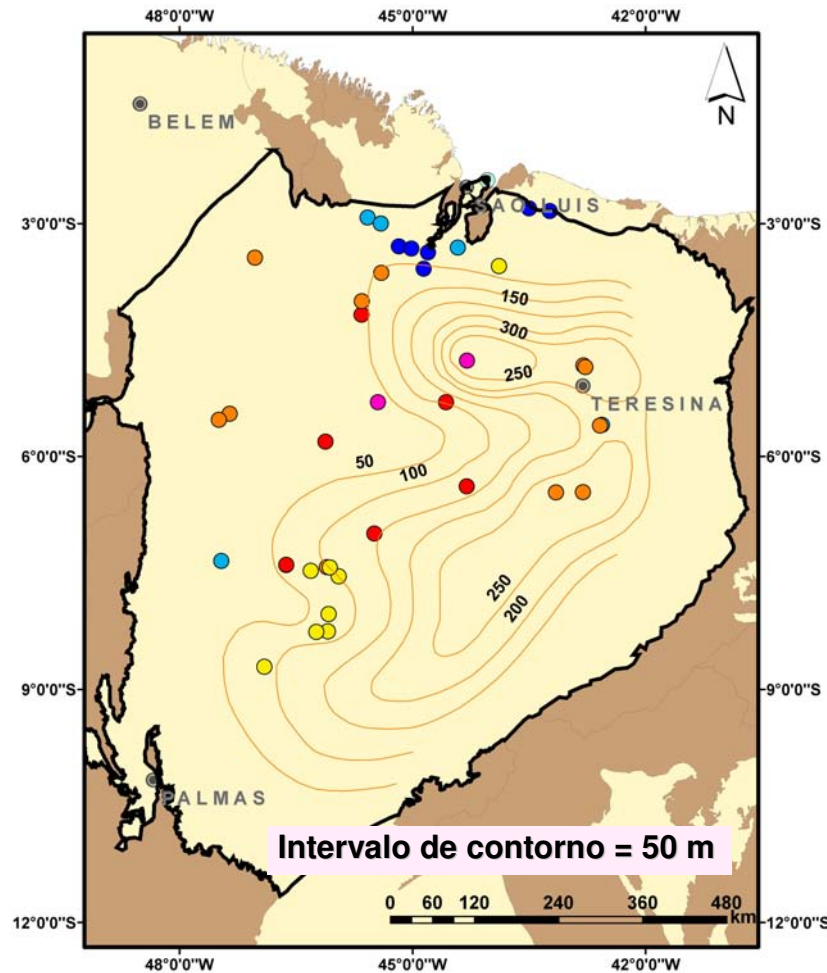 48°0'0"W 45°0'0"W 42°0'0"W
BELEM
N
SAO LUIS
3°0'0"S 3°0'0"S
150
300
250
TERESINA
6°0'0"S 6°0'0"S
50
100
250
200
9°0'0"S 9°0'0"S
PALMAS
Intervalo de contorno = 50 m
0 60 120 240 360 480
km
12°0'0"S 12°0'0"S
48°0'0"W 45°0'0"W 42°0'0"W